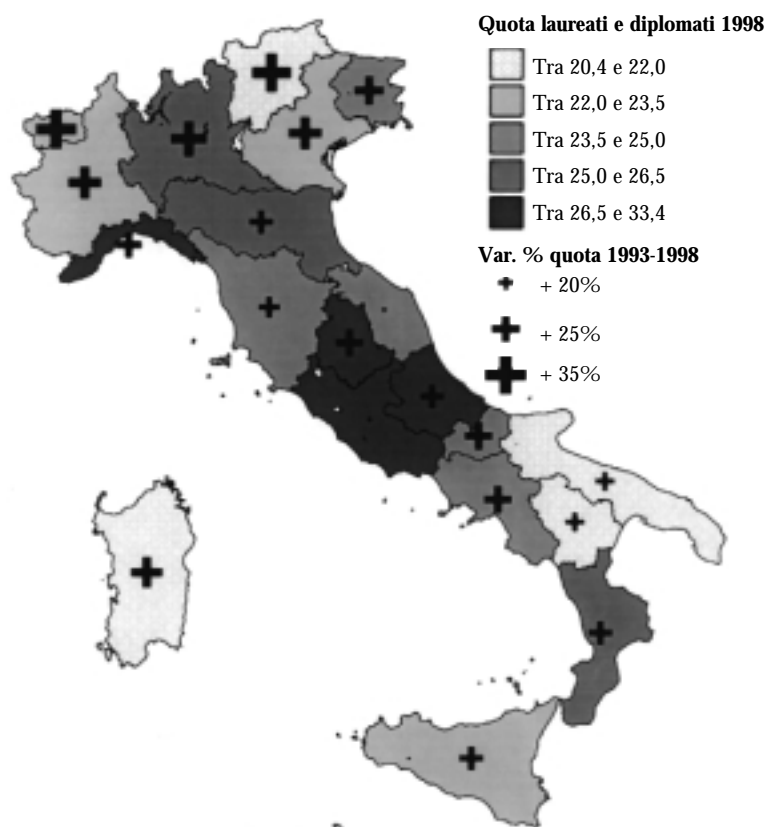 Quota laureati e diplomati 1998
Tra 20,4 e 22,0
Tra 22,0 e 23,5
Tra 23,5 e 25,0
Tra 25,0 e 26,5
Tra 26,5 e 33,4
Var. % quota 1993-1998
+ 20%
+ 25%
+ 35%